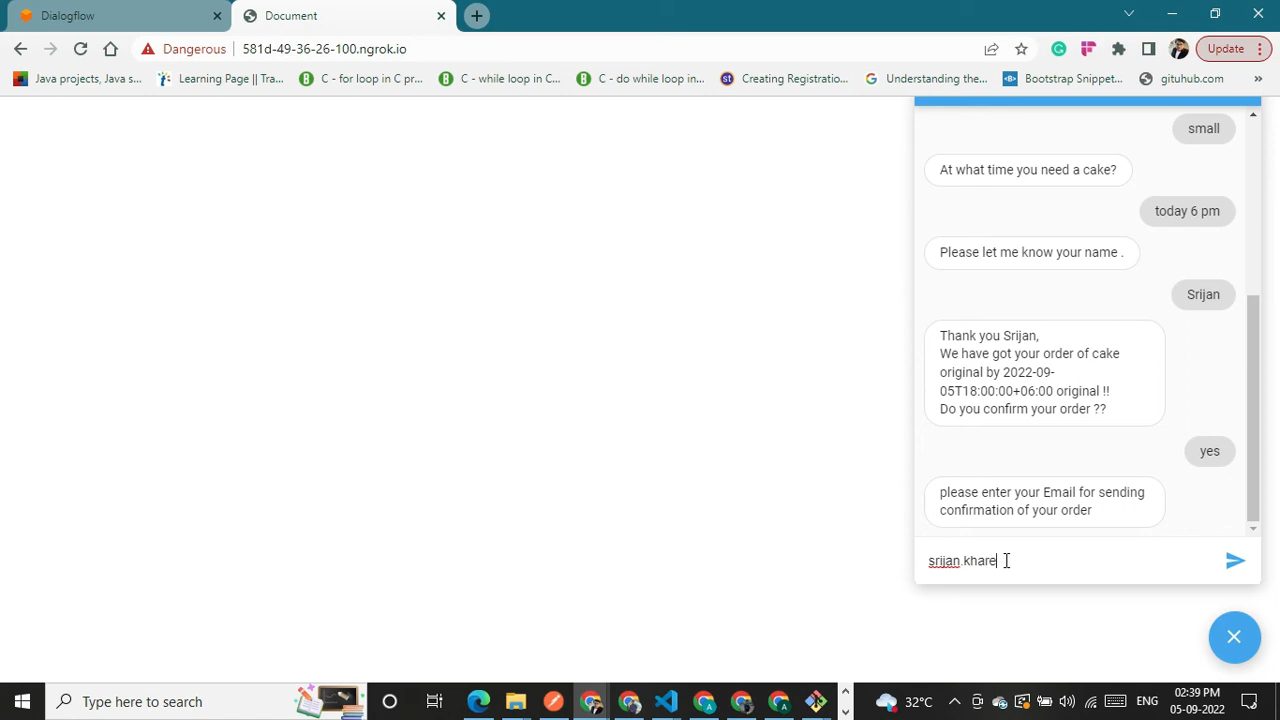 Dialogflow
Document
Dangerous
581d-49-36-26-100.ngrok.io
Update
Java projects, Java s...
Learning Page || Tra...
C - for loop in C pr...
C - while loop in C...
C - do while loop in...
Creating Registratio...
Understanding the...
Bootstrap Snippet...
gituhub.com
small
At what time you need a cake?
today 6 pm
Please let me know your name .
Srijan
Thank you Srijan,
We have got your order of cake
original by 2022-09-
05T18:00:00+06:00 original !!
Do you confirm your order ??
yes
please enter your Email for sending
confirmation of your order
srijan.khare
Type here to search
32°C
ENG
02:39 PM
05-09-2022